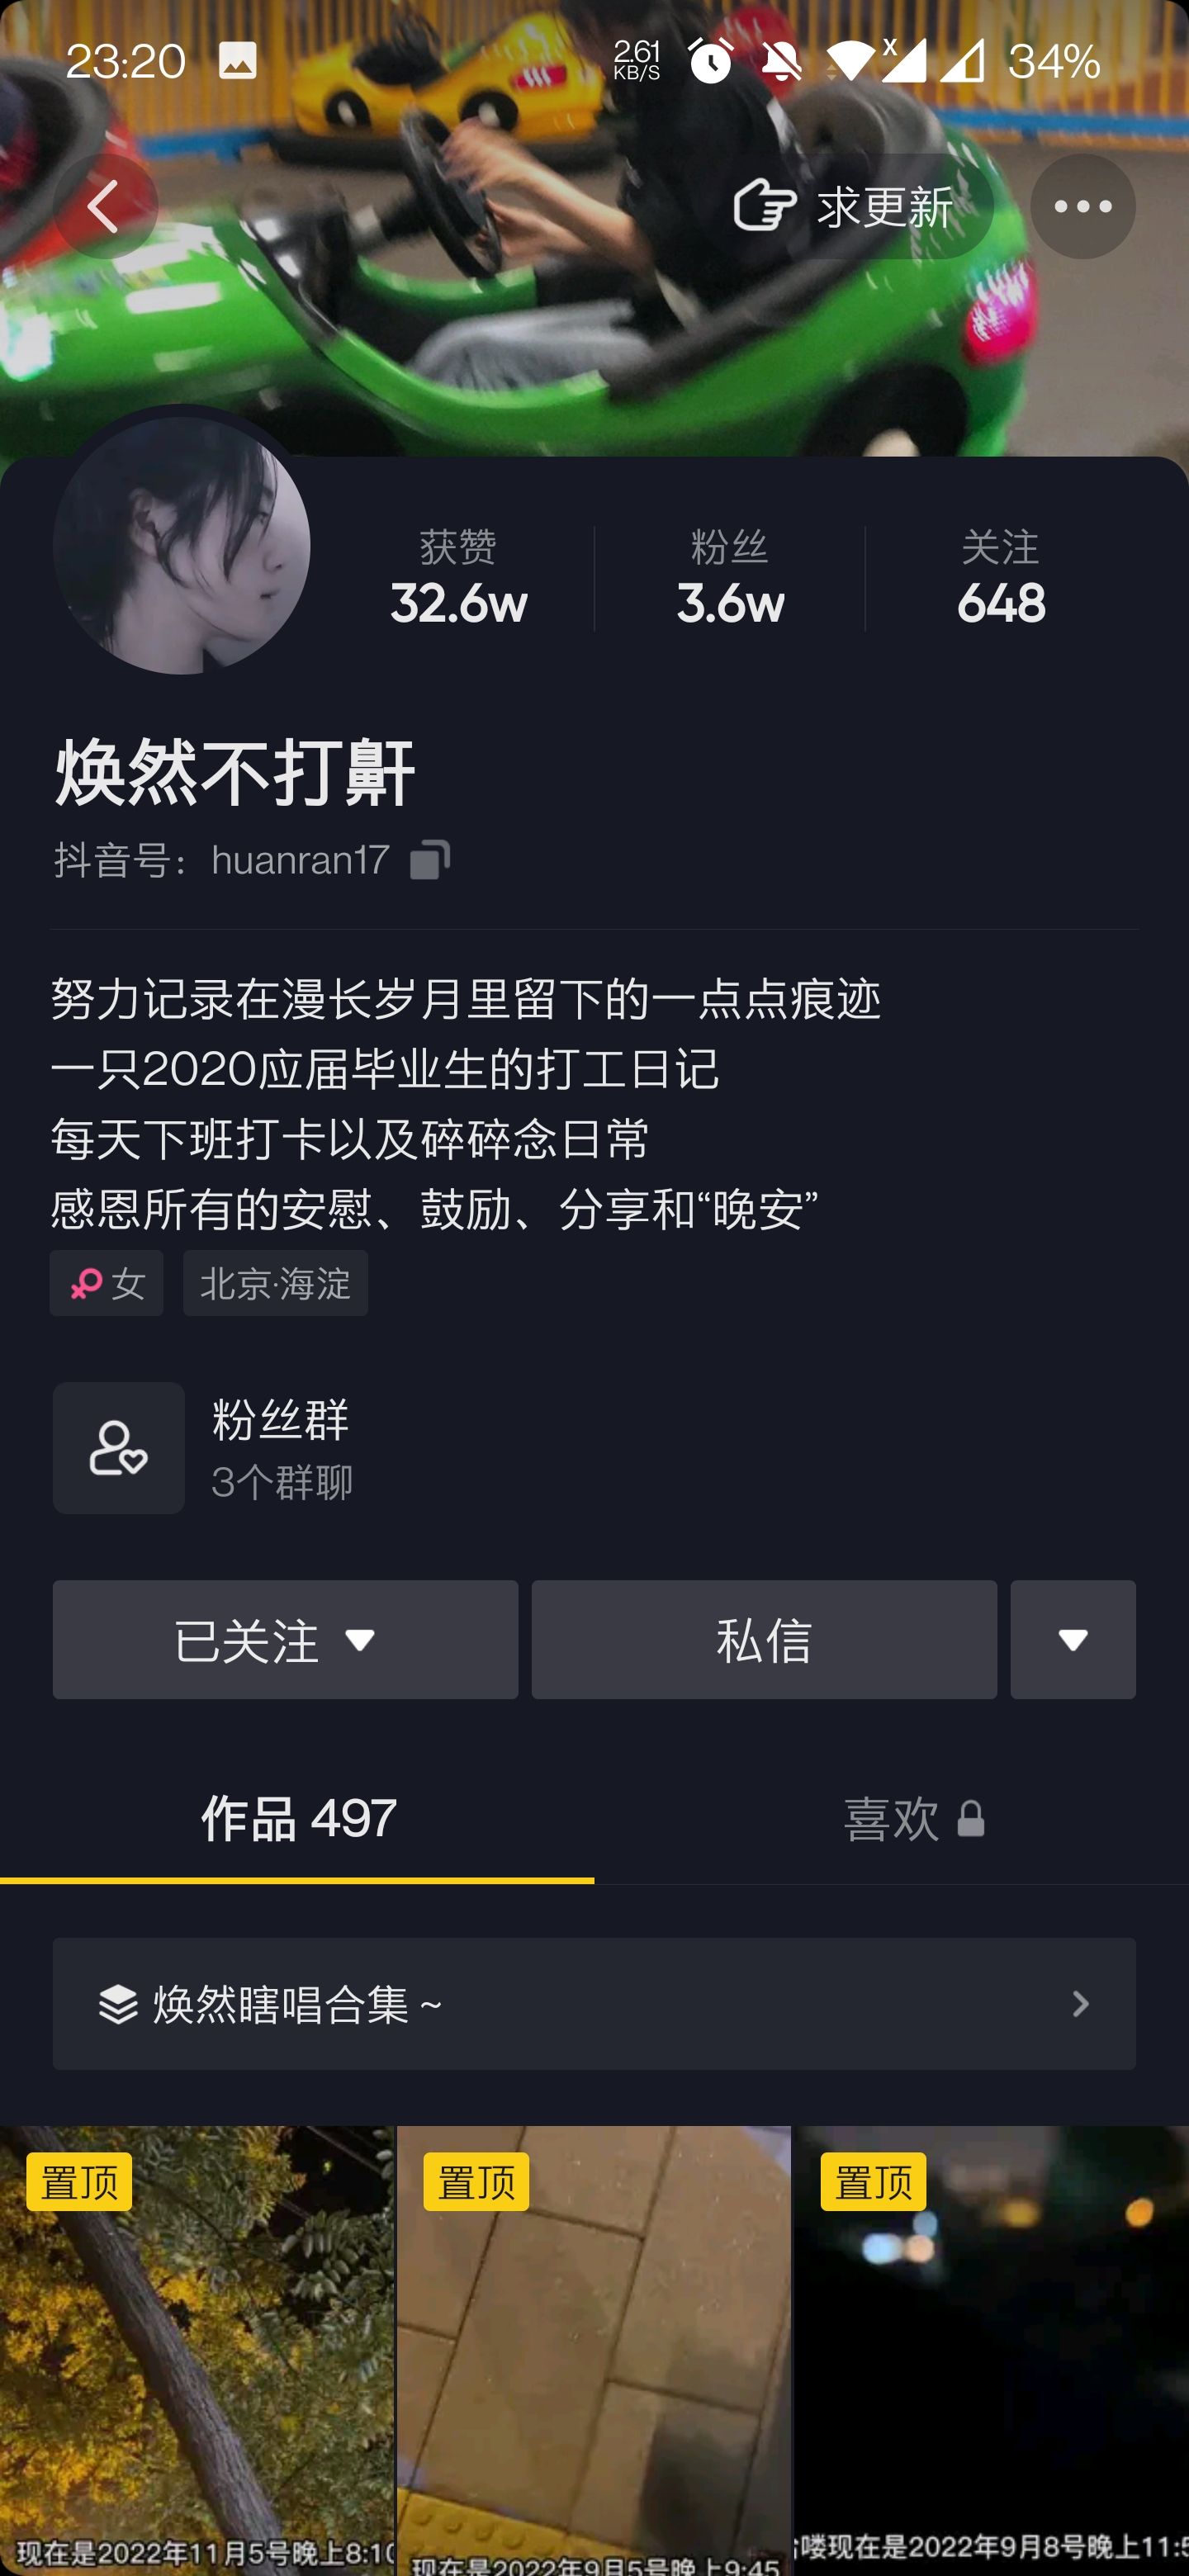 23:20
2.61
KB/S
X
34%
求更新
获赞
粉丝
关注
32.6w
3.6w
648
焕然不打鼾
抖音号：huanran17
努力记录在漫长岁月里留下的一点点痕迹
一只2020应届毕业生的打工日记
每天下班打卡以及碎碎念日常
感恩所有的安慰、鼓励、分享和“晚安”
女
北京·海淀
粉丝群
3个群聊
已关注
私信
作品 497
喜欢
焕然瞎唱合集 ~
置顶
置顶
置顶
现在是2022年11月5号晚上8:10
现在是2022年9月5号晚上9:45
喽现在是2022年9月8号晚上11:5